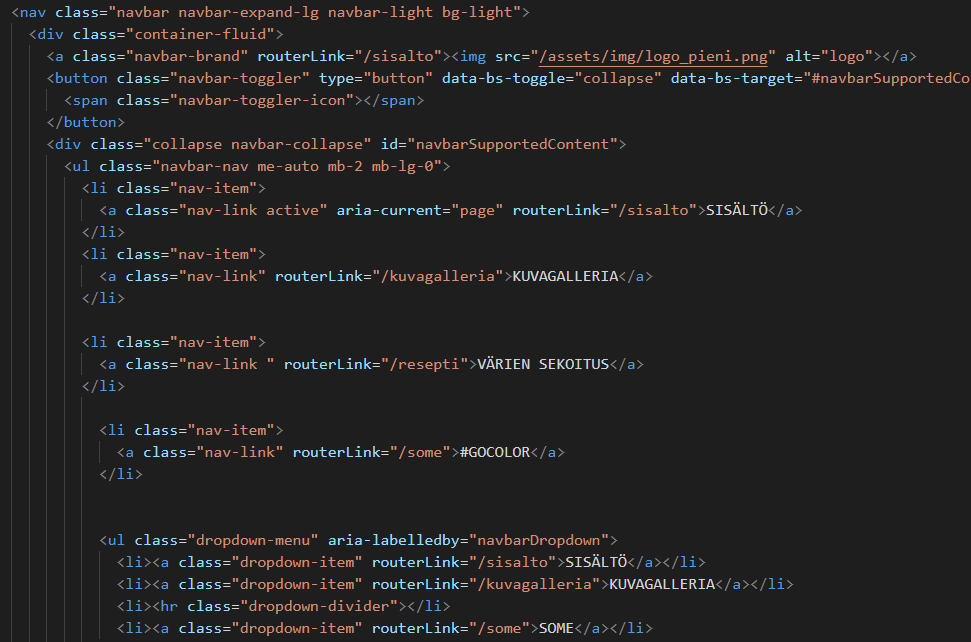 <nav class="navbar navbar-expand-lg navbar-light bg-light">
<div class="container-fluid">
<a class="navbar-brand" routerLink="/sisalto"><img src="/assets/img/logo_pieni.png" alt="logo"></a>
<button class="navbar-toggler" type="button" data-bs-toggle="collapse" data-bs-target="#navbarSupportedCo
<span class="navbar-toggler-icon"></span>
</button>
<div class="collapse navbar-collapse" id="navbarSupportedContent">
<ul class="navbar-nav me-auto mb-2 mb-lg-0">
<li class="nav-item">
<a class="nav-link active" aria-current="page" routerLink="/sisalto">SISÄLTÖ</a>
</li>
<li class="nav-item">
<a class="nav-link" routerLink="/kuvagalleria">KUVAGALLERIA</a>
</li>
<li class="nav-item">
<a class="nav-link " routerLink="/resepti">VÄRIEN SEKOITUS</a>
</li>
<li class="nav-item">
<a class="nav-link" routerLink="/some">#GOCOLOR</a>
</li>
<ul class="dropdown-menu" aria-labelledby="navbarDropdown">
<li><a class="dropdown-item" routerLink="/sisalto">SISÄLTÖ</a></li>
<li><a class="dropdown-item" routerLink="/kuvagalleria">KUVAGALLERIA</a></li>
<li><hr class="dropdown-divider"></li>
<li><a class="dropdown-item" routerLink="/some">SOME</a></li>